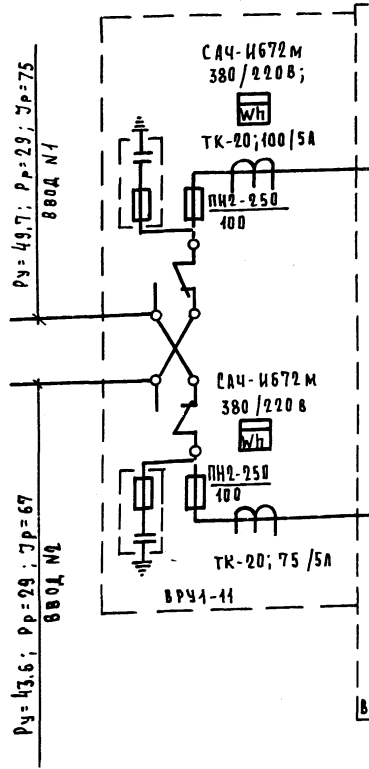 Ру=49.7; Рр=29; Јр=75
ВВОД N1
САЧ-И672м
380/220в;
Wh
ТК-20; 100/5А
ПН2-250
100
САЧ-И672м
380/220в
Wh
ПН2-250
100
ТК-20; 75/5А
ВРУ1-11
Ру=43.6; Рр=29; Јр=67
ВВОД N2
В